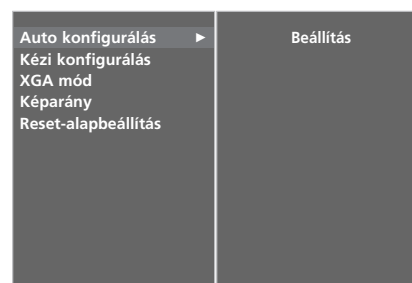 Auto konfigurálás ► Beállítás
Kézi konfigurálás
XGA mód
Képarány
Reset-alapbeállítás